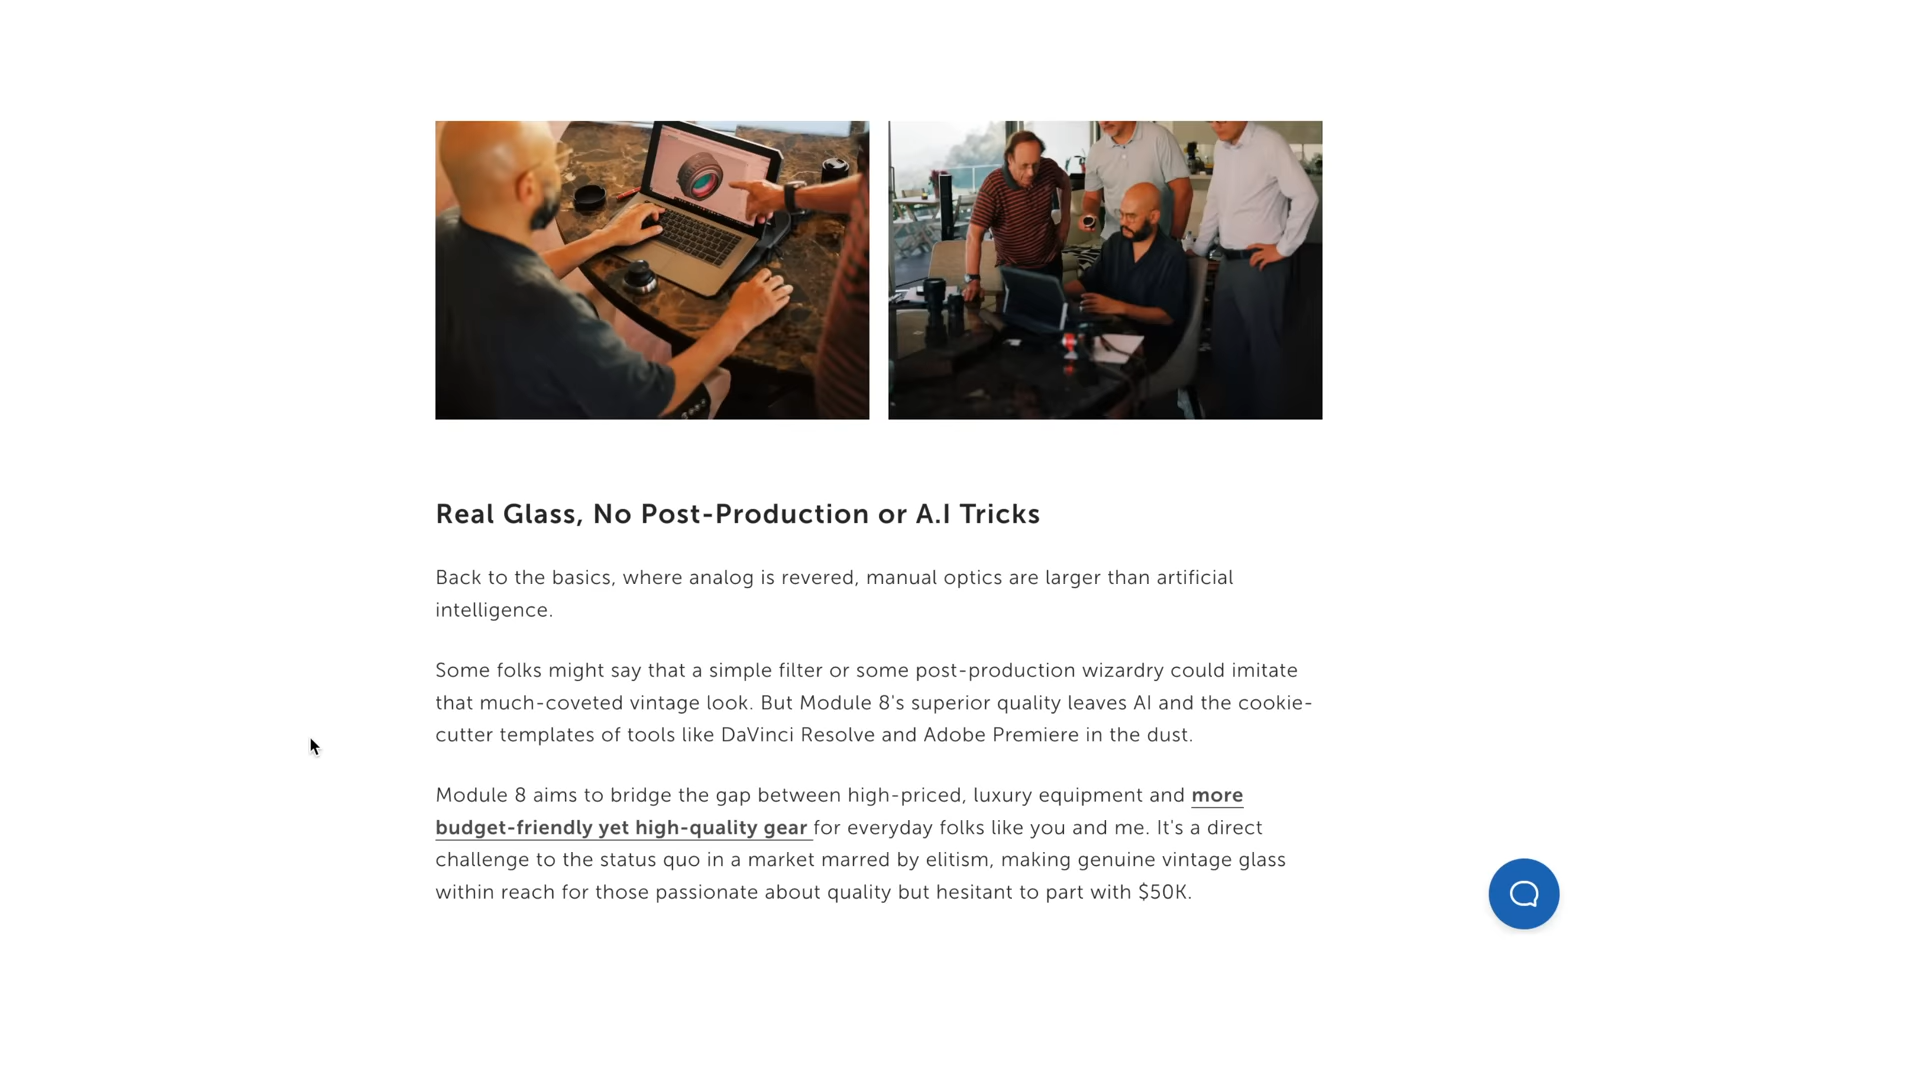 Real Glass, No Post-Production or A.I Tricks
Back to the basics, where analog is revered, manual optics are larger than artificial
intelligence.
Some folks might say that a simple filter or some post-production wizardry could imitate
that much-coveted vintage look. But Module 8's superior quality leaves AI and the cookie-
cutter templates of tools like DaVinci Resolve and Adobe Premiere in the dust.
Module 8 aims to bridge the gap between high-priced, luxury equipment and more
budget-friendly yet high-quality gear for everyday folks like you and me. It's a direct
challenge to the status quo in a market marred by elitism, making genuine vintage glass
within reach for those passionate about quality but hesitant to part with $50K.